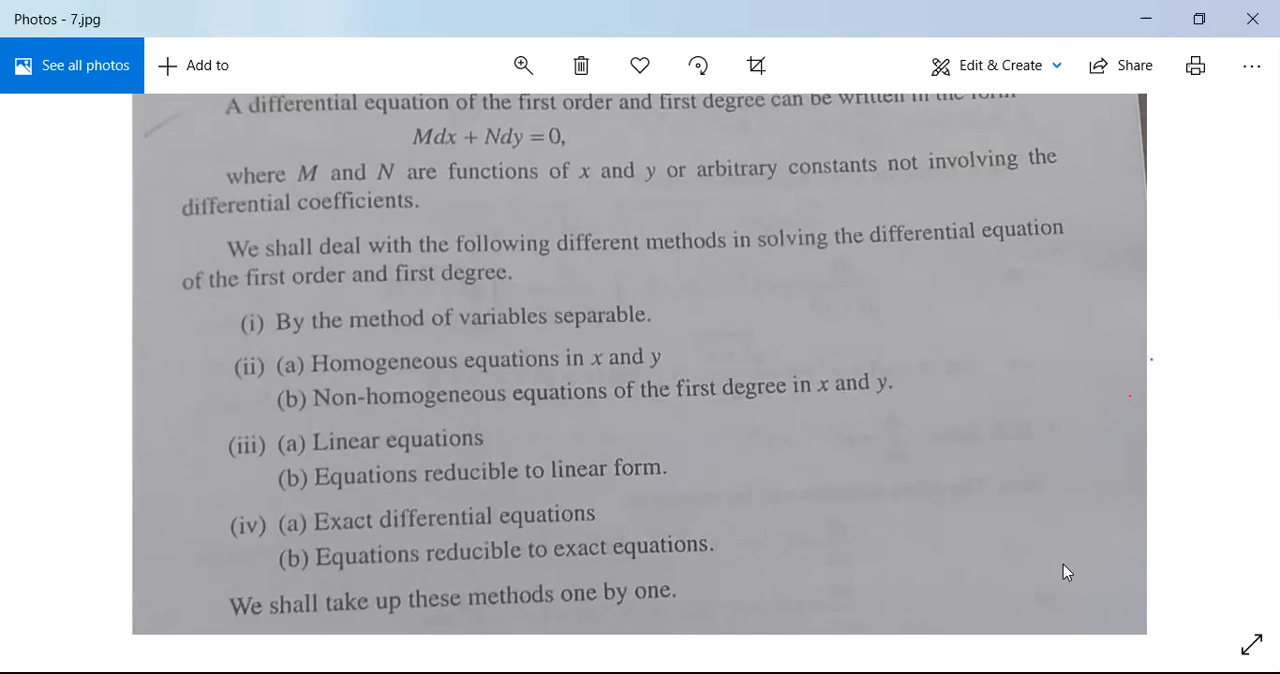 Photos - 7.jpg
See all photos
Add to
Edit & Create
Share
A differential equation of the first order and first degree can be written in the form
Mdx + Ndy = 0,
where M and N are functions of x and y or arbitrary constants not involving the
differential coefficients.
We shall deal with the following different methods in solving the differential equation
of the first order and first degree.
(i) By the method of variables separable.
(ii) (a) Homogeneous equations in x and y
(b) Non-homogeneous equations of the first degree in x and y.
(iii) (a) Linear equations
(b) Equations reducible to linear form.
(iv) (a) Exact differential equations
(b) Equations reducible to exact equations.
We shall take up these methods one by one.